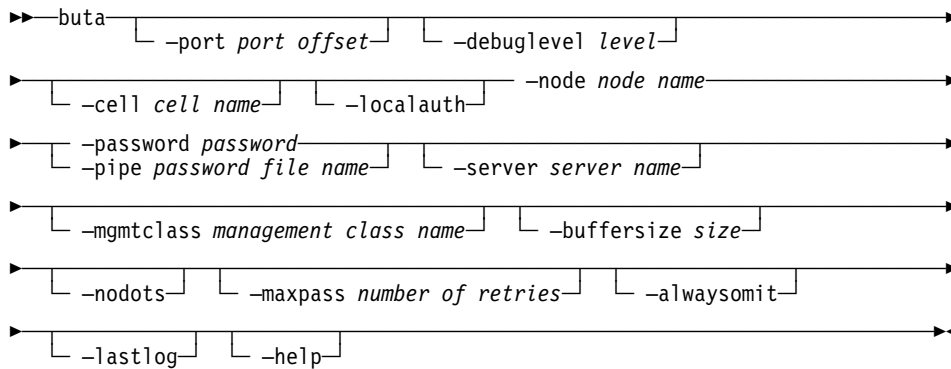 buta –port port offset –debuglevel level
–cell cell name –localauth –node node name
–password password
–pipe password file name –server server name
–mgmtclass management class name –buffersize size
–nodots –maxpass number of retries –alwaysomit
–lastlog –help